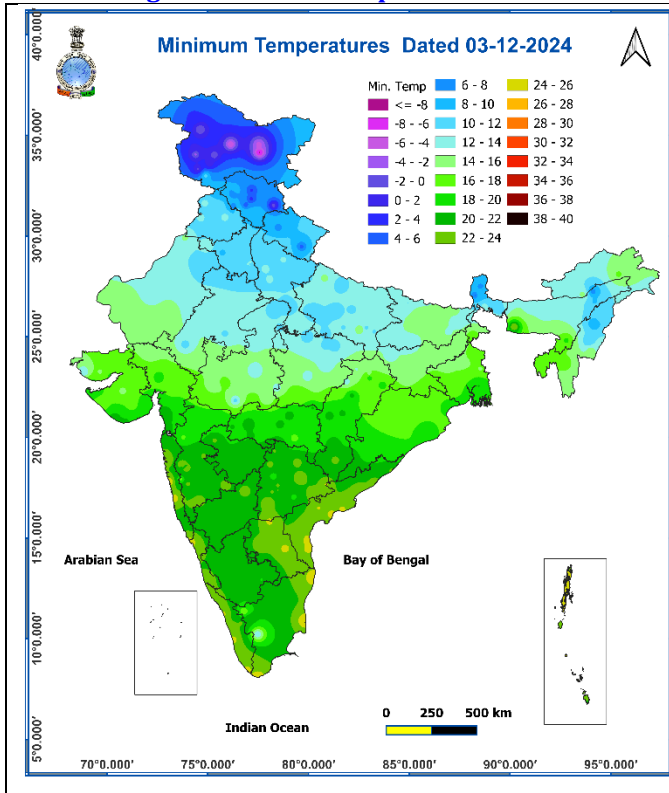 Minimum Temperatures Dated 03-12-2024
Min. Temp
<= -8
-8 - -6
-6 - -4
-4 - -2
-2 - 0
0 - 2
2 - 4
4 - 6
6 - 8
8 - 10
10 - 12
12 - 14
14 - 16
16 - 18
18 - 20
20 - 22
22 - 24
24 - 26
26 - 28
28 - 30
30 - 32
32 - 34
34 - 36
36 - 38
38 - 40
40°0.000'
35°0.000'
30°0.000'
25°0.000'
20°0.000'
15°0.000'
10°0.000'
5°0.000'
Arabian Sea
Bay of Bengal
Indian Ocean
0 250 500 km
70°0.000' 75°0.000' 80°0.000' 85°0.000' 90°0.000' 95°0.000'